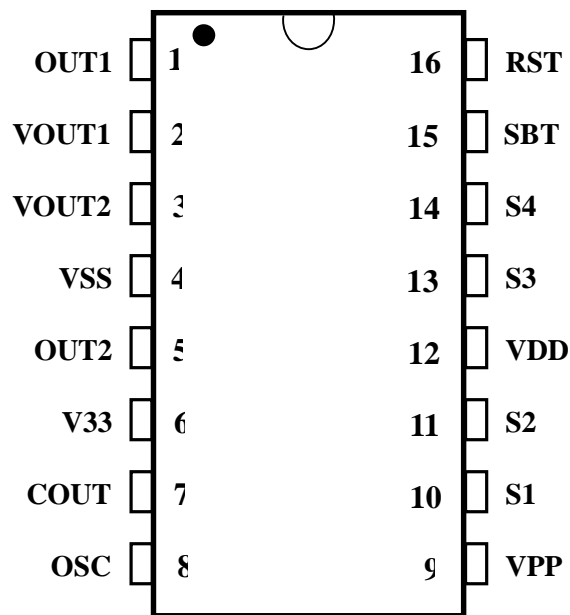 OUT1 1 16 RST
VOUT1 2 15 SBT
VOUT2 3 14 S4
VSS 4 13 S3
OUT2 5 12 VDD
V33 6 11 S2
COUT 7 10 S1
OSC 8 9 VPP